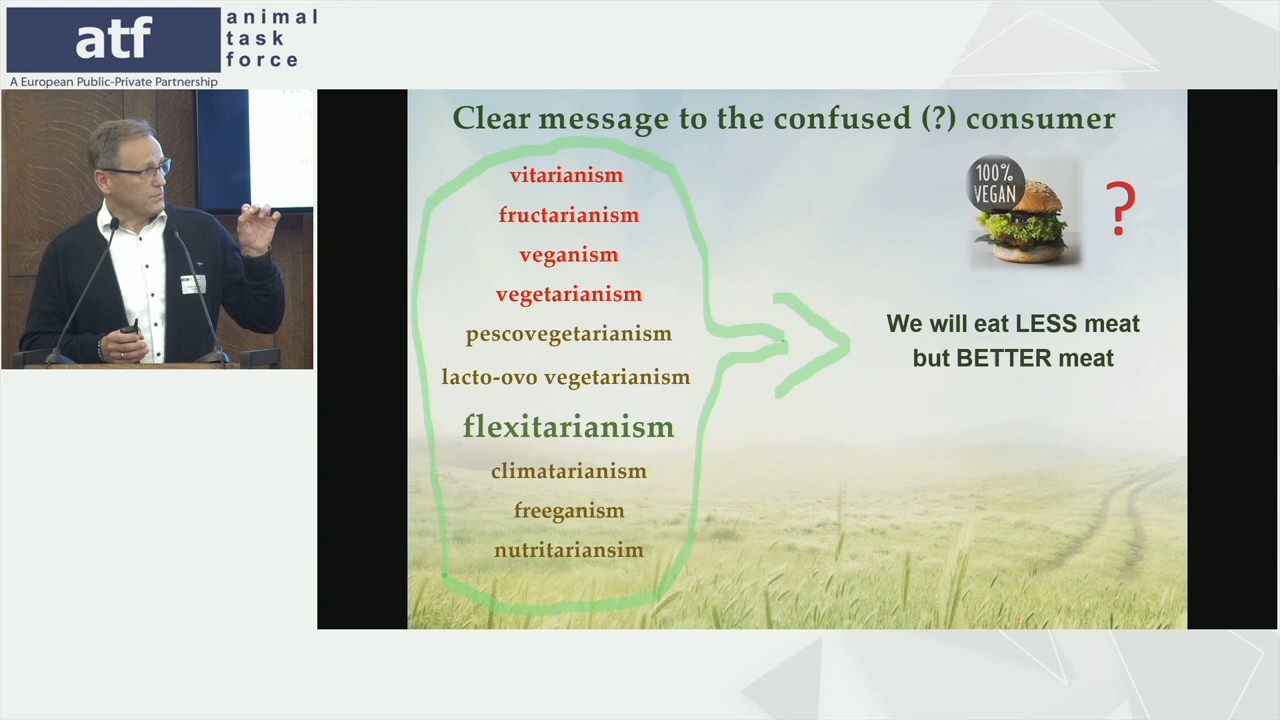 atf
animal
task
force
A European Public-Private Partnership
Clear message to the confused (?) consumer
vitarianism
fructarianism
veganism
vegetarianism
pescovegetarianism
lacto-ovo vegetarianism
flexitarianism
climatarianism
freeganism
nutritariansim
100%
VEGAN
?
We will eat LESS meat
but BETTER meat